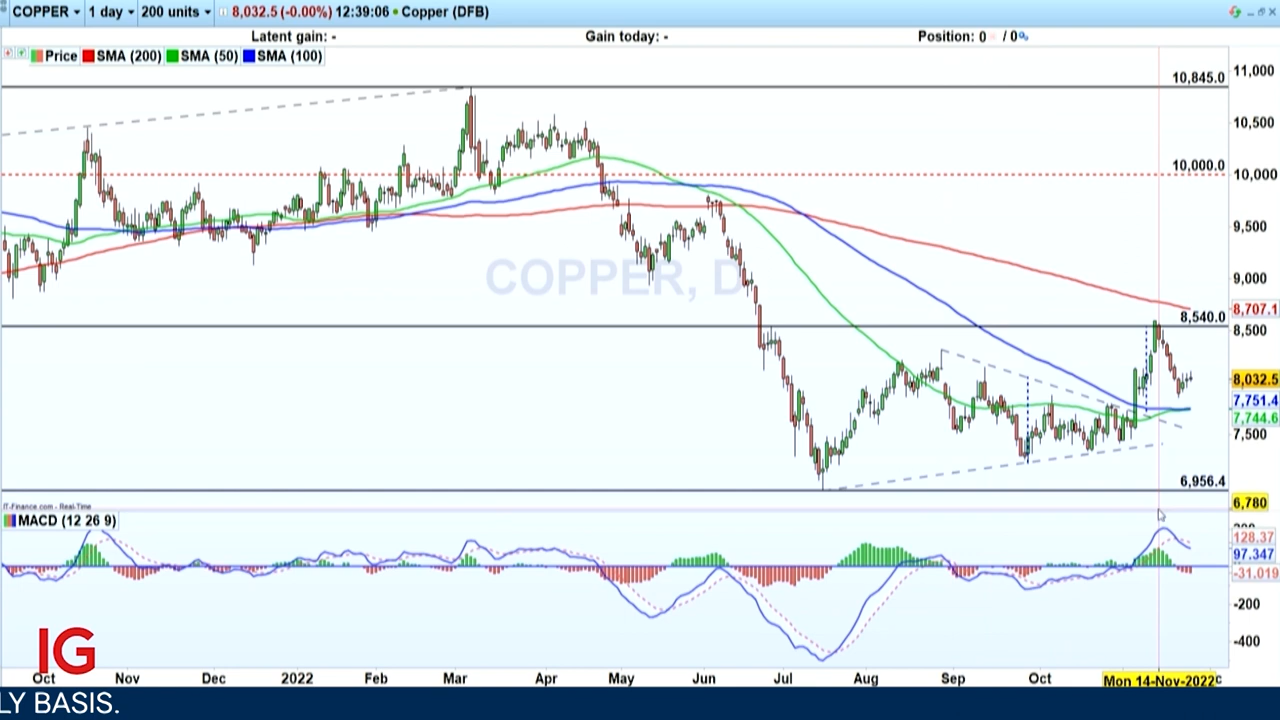 COPPER 1 day 200 units 8,032.5 (-0.00%) 12:39:06 Copper (DFB)
Latent gain: - Gain today: - Position: 0 / 0
Price SMA (200) SMA (50) SMA (100)
11,000
10,845.0
10,500
10,000.0
10,000
9,500
9,000
COPPER, D
8,707.1
8,540.0
8,500
8,032.5
7,751.4
7,744.6
7,500
6,956.4
6,780
IT-Finance.com - Real-Time
MACD (12 26 9)
128.37
97.347
-31.019
-200
-400
IG
Oct Nov Dec 2022 Feb Mar Apr May Jun Jul Aug Sep Oct Mon 14-Nov-2022
LY BASIS.